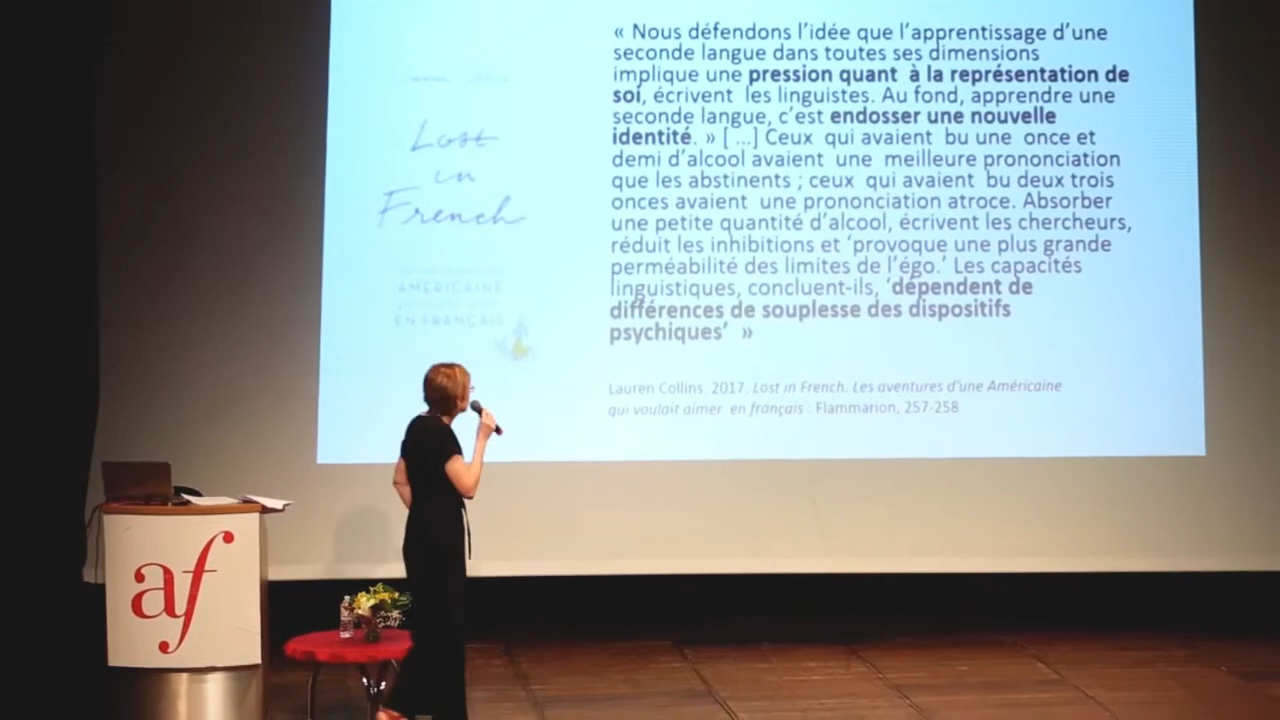 « Nous défendons l’idée que l’apprentissage d’une
seconde langue dans toutes ses dimensions
implique une pression quant à la représentation de
soi, écrivent les linguistes. Au fond, apprendre une
seconde langue, c’est endosser une nouvelle
identité. » [ ...] Ceux qui avaient bu une once et
demi d’alcool avaient une meilleure prononciation
que les abstinents ; ceux qui avaient bu deux trois
onces avaient une prononciation atroce. Absorber
une petite quantité d’alcool, écrivent les chercheurs,
réduit les inhibitions et ‘provoque une plus grande
perméabilité des limites de l’égo.’ Les capacités
linguistiques, concluent-ils, ‘dépendent de
différences de souplesse des dispositifs
psychiques’ »
Lauren Collins. 2017. Lost in French. Les aventures d’une Américaine
qui voulait aimer en français . Flammarion, 257-258
Lost
in
French
AMÉRICAINE
EN FRANÇAIS
af